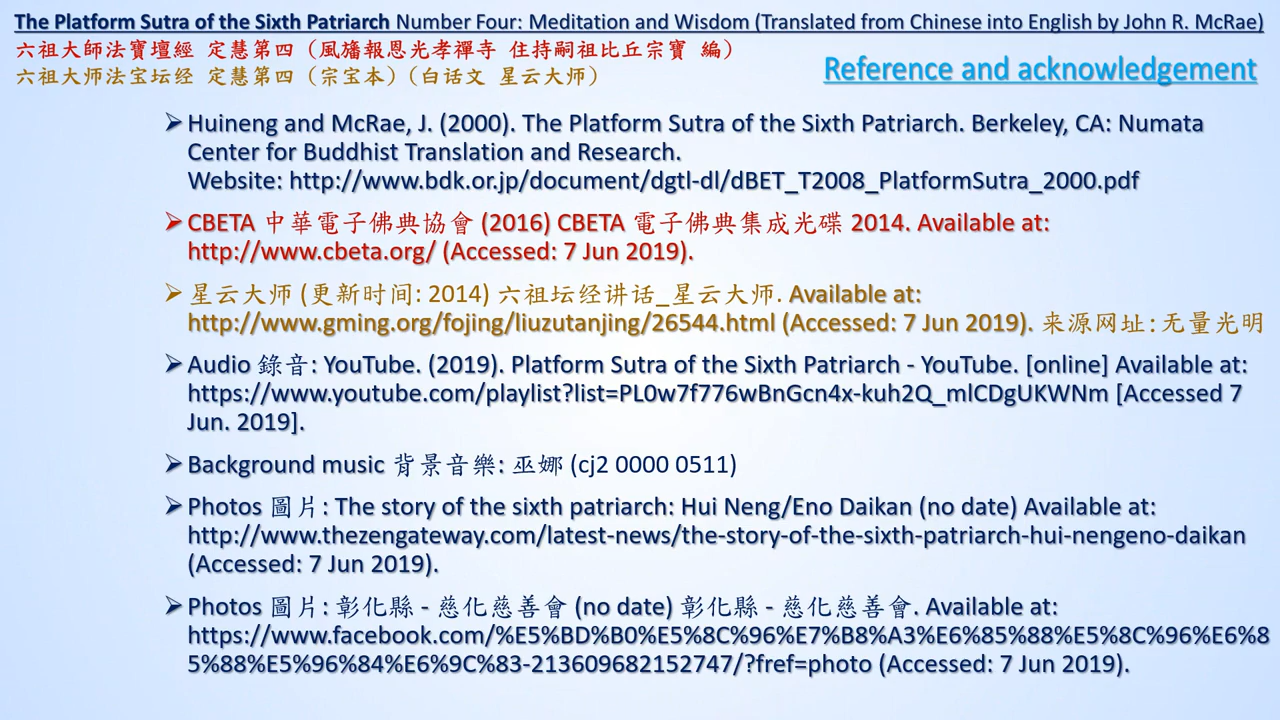 The Platform Sutra of the Sixth Patriarch Number Four: Meditation and Wisdom (Translated from Chinese into English by John R. McRae)
六祖大師法寶壇經 定慧第四 (風旛報恩光孝禪寺 住持嗣祖比丘宗寶 編)
六祖大师法宝坛经 定慧第四 (宗宝本) (白话文 星云大师)
Reference and acknowledgement
➢Huineng and McRae, J. (2000). The Platform Sutra of the Sixth Patriarch. Berkeley, CA: Numata
Center for Buddhist Translation and Research.
Website: http://www.bdk.or.jp/document/dgtl-dl/dBET_T2008_PlatformSutra_2000.pdf
➢CBETA 中華電子佛典協會 (2016) CBETA 電子佛典集成光碟 2014. Available at:
http://www.cbeta.org/ (Accessed: 7 Jun 2019).
➢星云大师 (更新时间: 2014) 六祖坛经讲话_星云大师. Available at:
http://www.gming.org/fojing/liuzutanjing/26544.html (Accessed: 7 Jun 2019). 来源网址:无量光明
➢Audio 錄音: YouTube. (2019). Platform Sutra of the Sixth Patriarch - YouTube. [online] Available at:
https://www.youtube.com/playlist?list=PL0w7f776wBnGcn4x-kuh2Q_mlCDgUKWNm [Accessed 7
Jun. 2019].
➢Background music 背景音樂: 巫娜 (cj2 0000 0511)
➢Photos 圖片: The story of the sixth patriarch: Hui Neng/Eno Daikan (no date) Available at:
http://www.thezengateway.com/latest-news/the-story-of-the-sixth-patriarch-hui-nengeno-daikan
(Accessed: 7 Jun 2019).
➢Photos 圖片: 彰化縣 - 慈化慈善會 (no date) 彰化縣 - 慈化慈善會. Available at:
https://www.facebook.com/%E5%BD%B0%E5%8C%96%E7%B8%A3%E6%85%88%E5%8C%96%E6%8
5%88%E5%96%84%E6%9C%83-213609682152747/?fref=photo (Accessed: 7 Jun 2019).